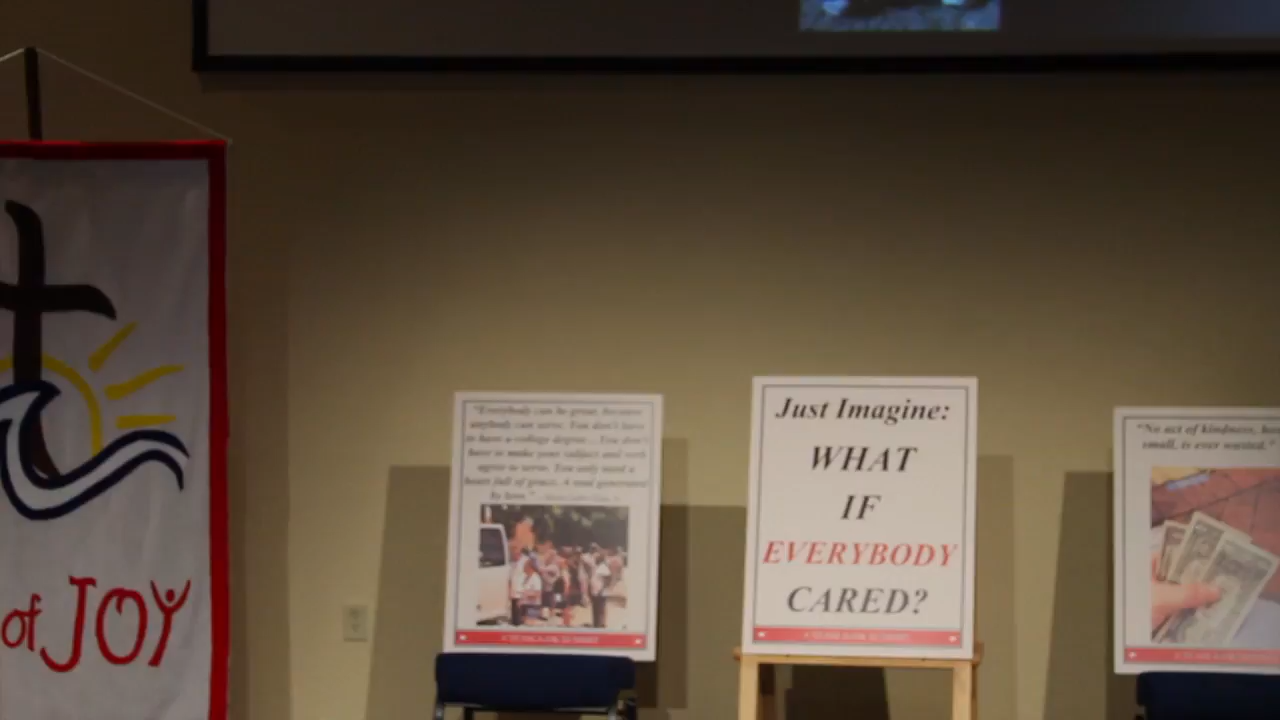 of JOY
"Everybody can be great, because
anybody can serve. You don't have
to have a college degree... You don't
have to make your subject and verb
agree to serve. You only need a
heart full of grace. A soul generated
by love."
Just Imagine:
WHAT
IF
EVERYBODY
CARED?
"No act of kindness, how
small, is ever wasted."